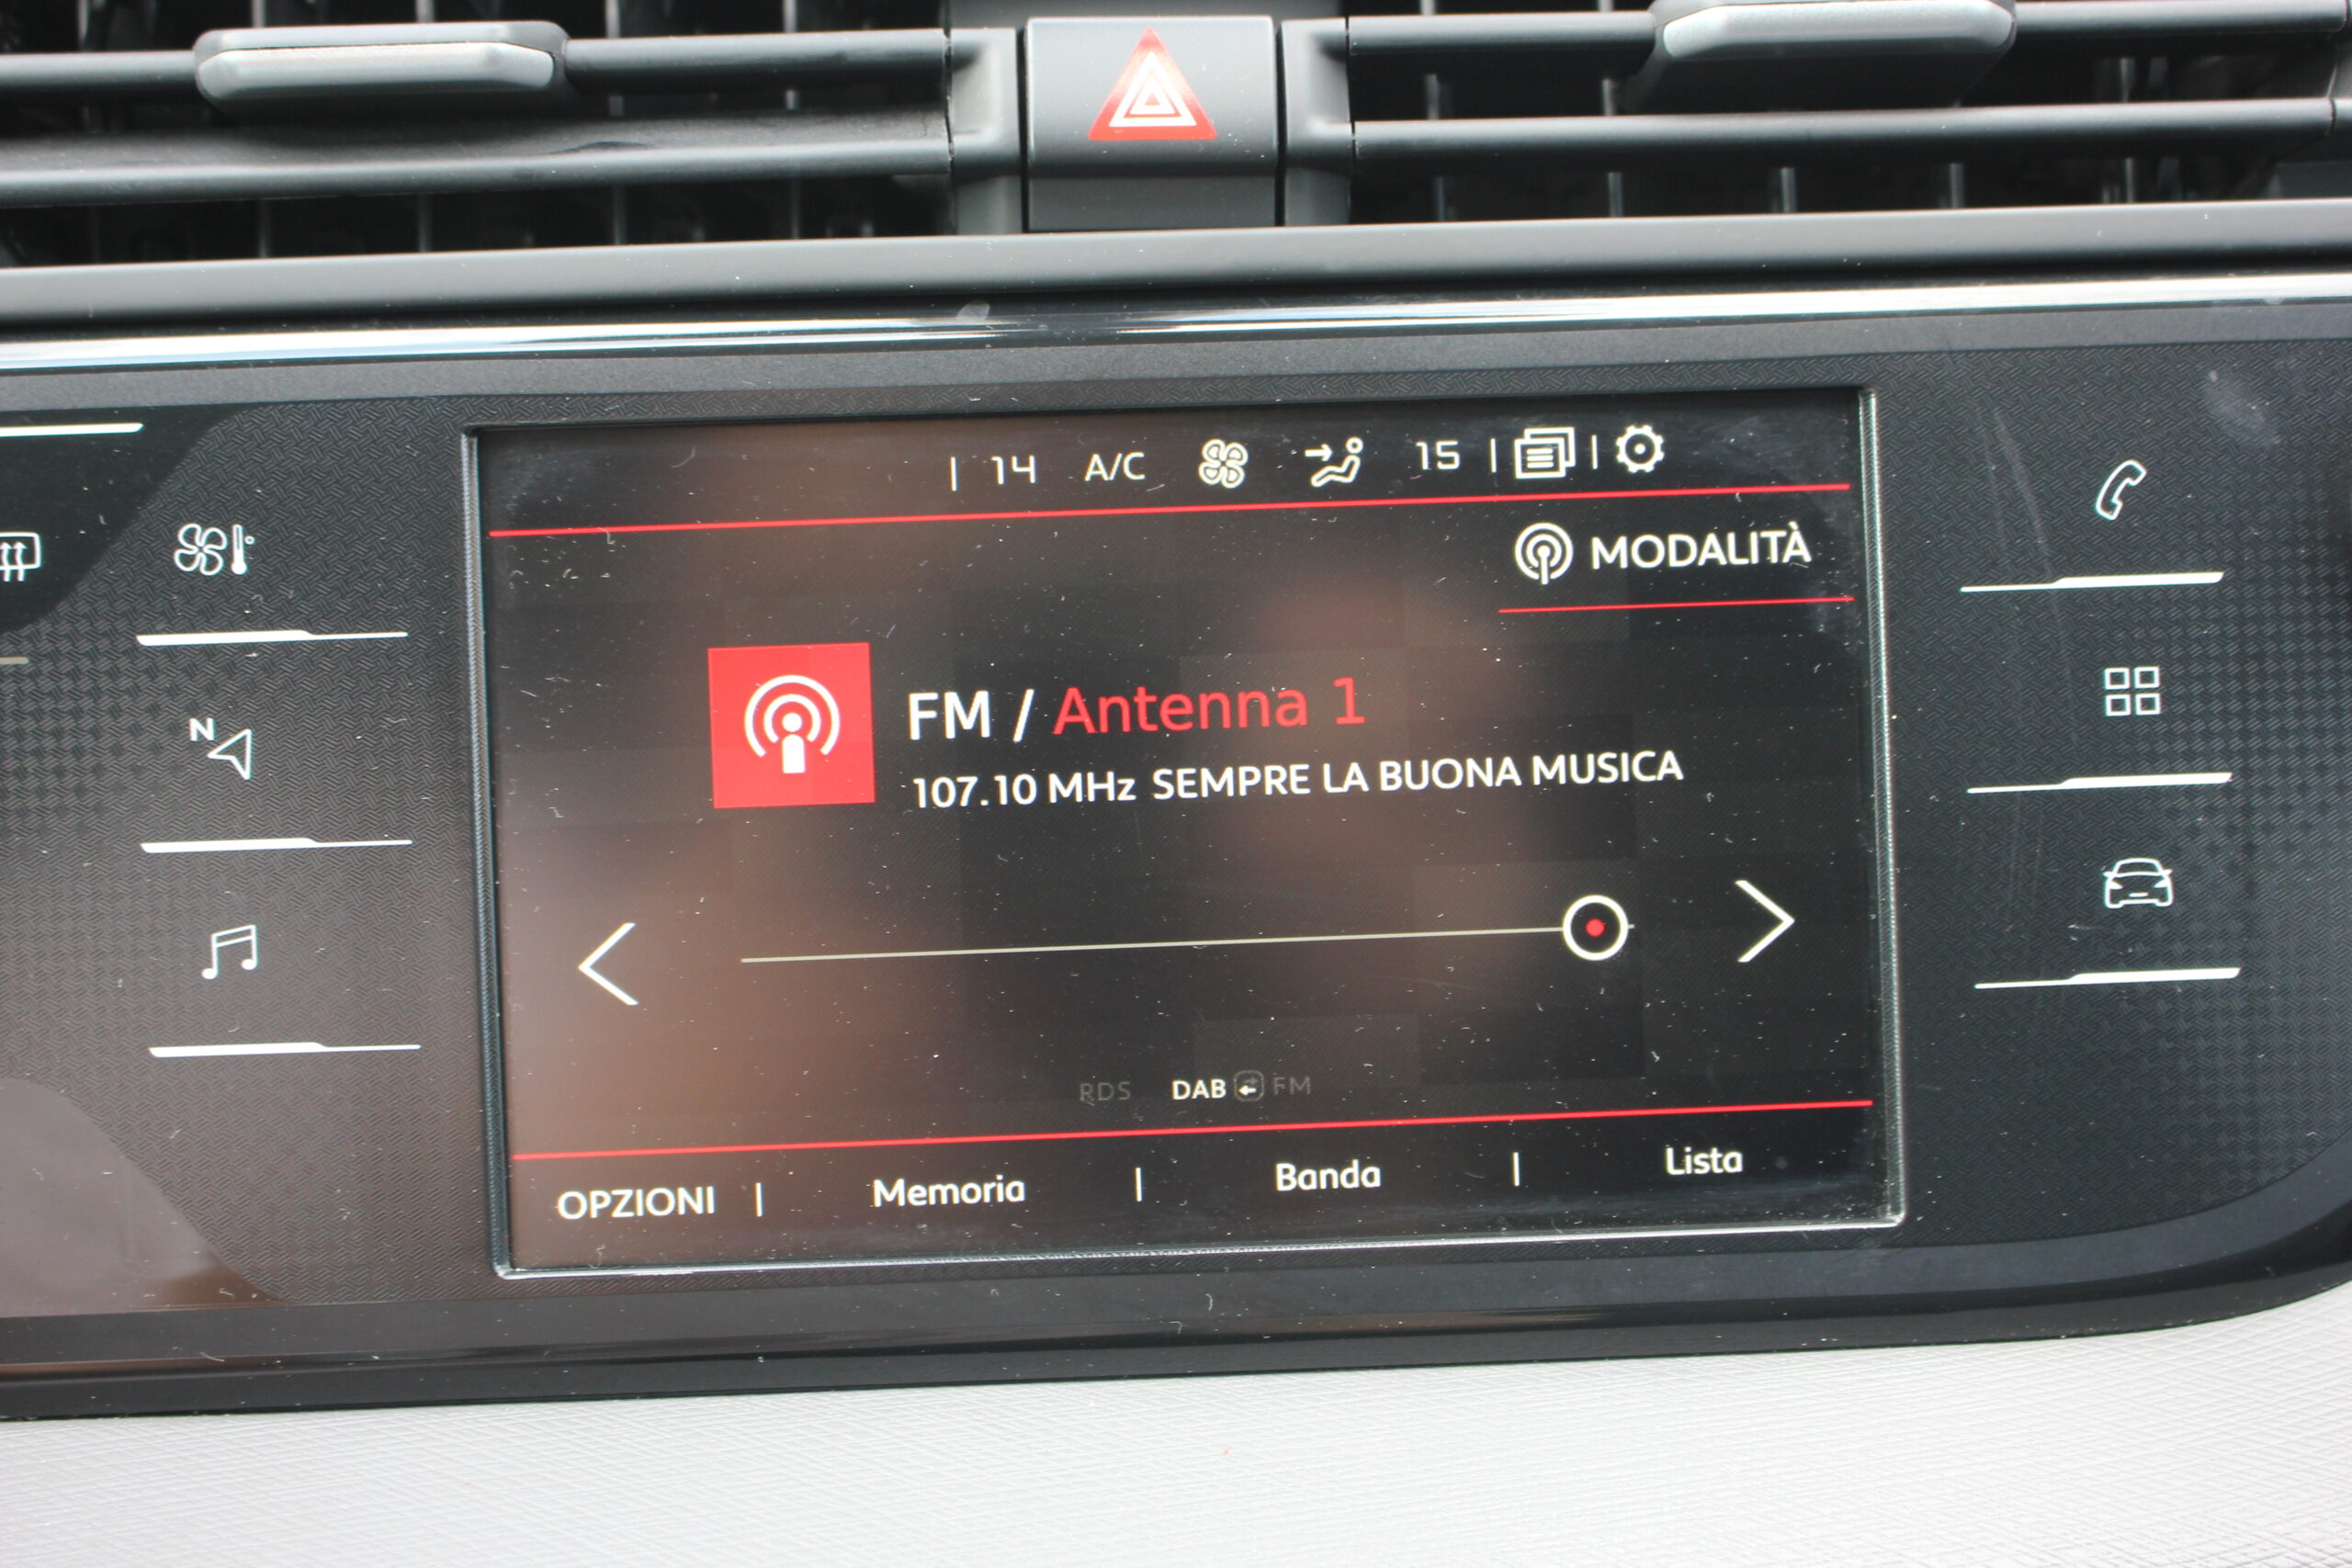 | 14 A/C 15 | |
MODALITÀ
FM / Antenna 1
107.10 MHz SEMPRE LA BUONA MUSICA
N
RDS DAB FM
OPZIONI | Memoria | Banda | Lista